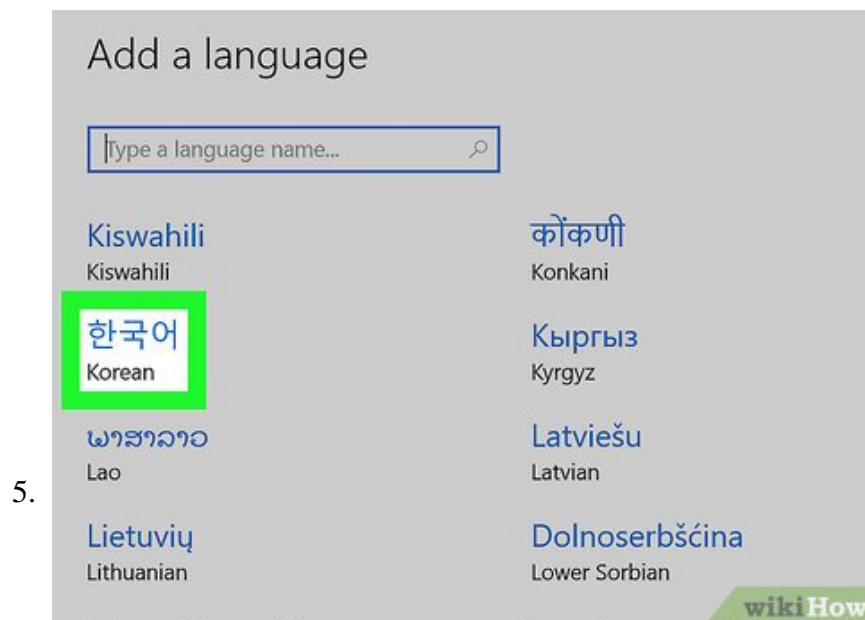 Add a language
Type a language name...
Kiswahili
Kiswahili
कोंकणी
Konkani
한국어
Korean
Кыргыз
Kyrgyz
ພາສາລາວ
Lao
Latviešu
Latvian
5.
Lietuvių
Lithuanian
Dolnoserbšćina
Lower Sorbian
wikiHow